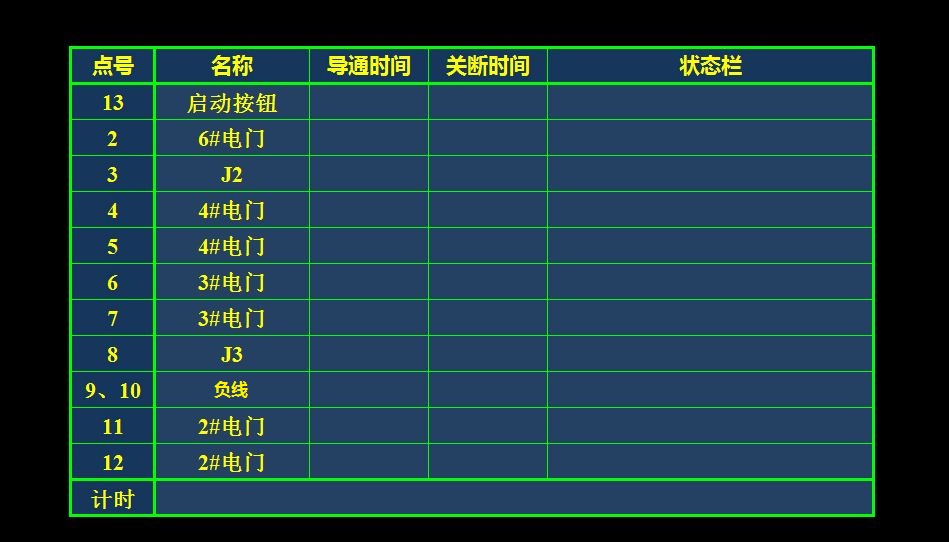 点号 名称 导通时间 关断时间 状态栏
13 启动按钮
2 6#电门
3 J2
4 4#电门
5 4#电门
6 3#电门
7 3#电门
8 J3
9、10 负线
11 2#电门
12 2#电门
计时